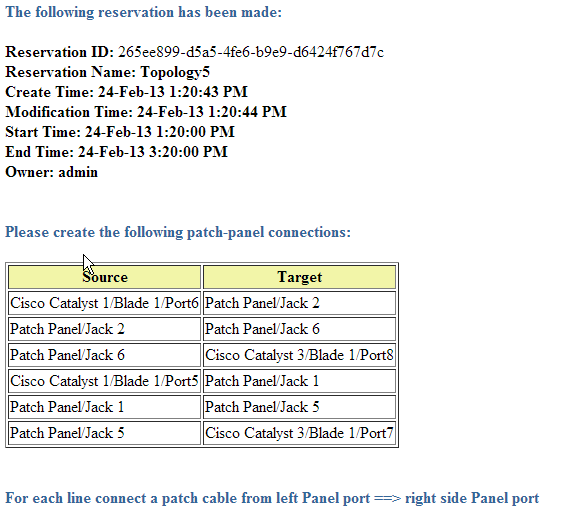 The following reservation has been made:
Reservation ID: 265ee899-d5a5-4fe6-b9e9-d6424f767d7c
Reservation Name: Topology5
Create Time: 24-Feb-13 1:20:43 PM
Modification Time: 24-Feb-13 1:20:44 PM
Start Time: 24-Feb-13 1:20:00 PM
End Time: 24-Feb-13 3:20:00 PM
Owner: admin
Please create the following patch-panel connections:
Source Target
Cisco Catalyst 1/Blade 1/Port6 Patch Panel/Jack 2
Patch Panel/Jack 2 Patch Panel/Jack 6
Patch Panel/Jack 6 Cisco Catalyst 3/Blade 1/Port8
Cisco Catalyst 1/Blade 1/Port5 Patch Panel/Jack 1
Patch Panel/Jack 1 Patch Panel/Jack 5
Patch Panel/Jack 5 Cisco Catalyst 3/Blade 1/Port7
For each line connect a patch cable from left Panel port ==> right side Panel port